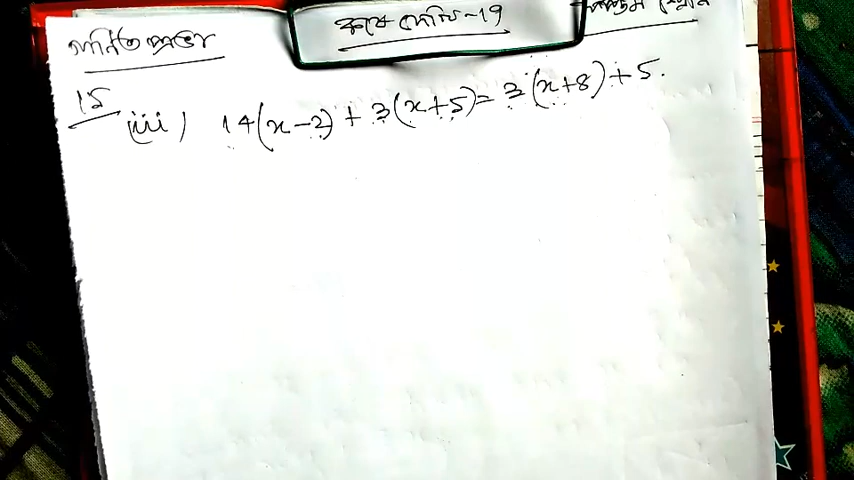 গণিতপ্রভা
কষে দেখি-19
15
(iii) 14(x-2) + 3(x+5) = 3(x+8) + 5.